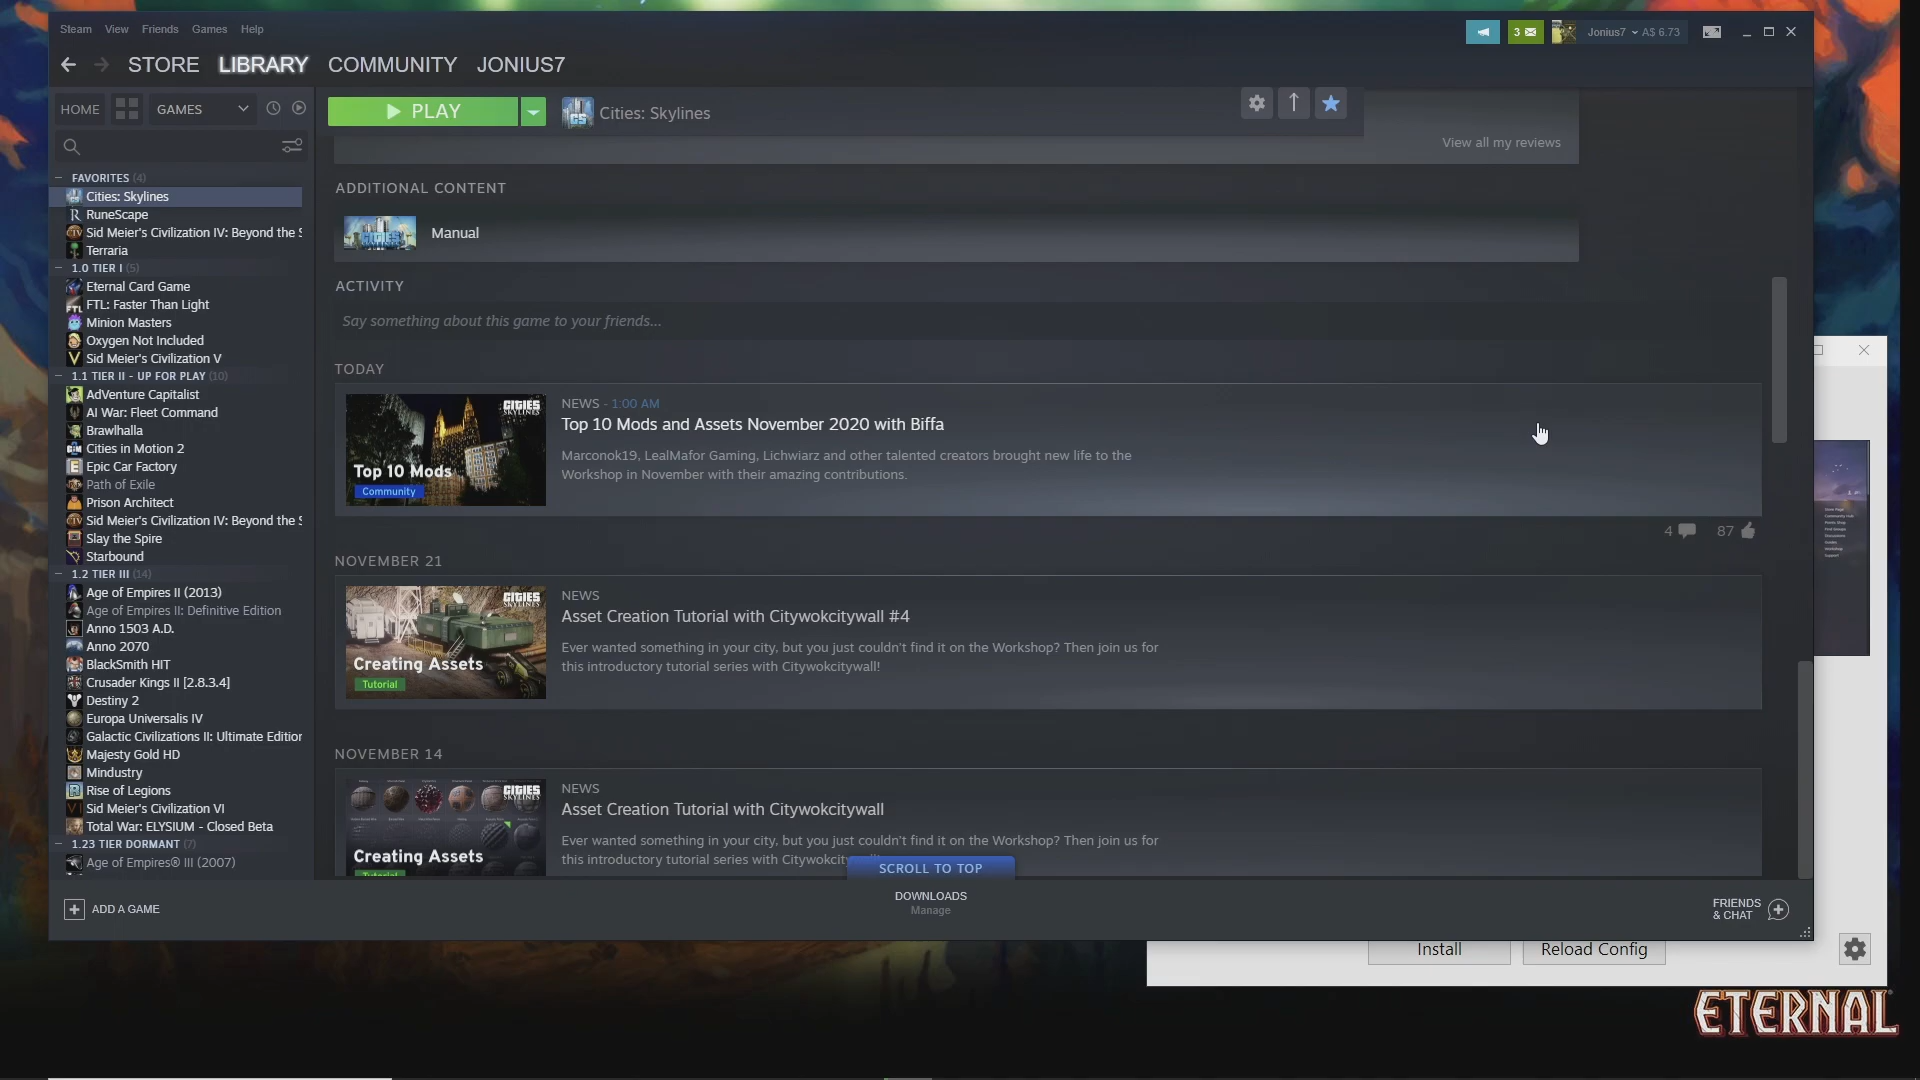 Steam View Friends Games Help
3
Jonius7 A$ 6.73
STORE LIBRARY COMMUNITY JONIUS7
HOME GAMES
PLAY
Cities: Skylines
View all my reviews
FAVORITES (4)
Cities: Skylines
RuneScape
Sid Meier's Civilization IV: Beyond the S
Terraria
1.0 TIER I (5)
Eternal Card Game
FTL: Faster Than Light
Minion Masters
Oxygen Not Included
Sid Meier's Civilization V
1.1 TIER II - UP FOR PLAY (10)
AdVenture Capitalist
AI War: Fleet Command
Brawlhalla
Cities in Motion 2
Epic Car Factory
Path of Exile
Prison Architect
Sid Meier's Civilization IV: Beyond the S
Slay the Spire
Starbound
1.2 TIER III (14)
Age of Empires II (2013)
Age of Empires II: Definitive Edition
Anno 1503 A.D.
Anno 2070
BlackSmith HIT
Crusader Kings II [2.8.3.4]
Destiny 2
Europa Universalis IV
Galactic Civilizations II: Ultimate Edition
Majesty Gold HD
Mindustry
Rise of Legions
Sid Meier's Civilization VI
Total War: ELYSIUM - Closed Beta
1.23 TIER DORMANT (7)
Age of Empires® III (2007)
ADDITIONAL CONTENT
Manual
ACTIVITY
Say something about this game to your friends...
TODAY
CITIES
SKYLINES
Top 10 Mods
Community
NEWS - 1:00 AM
Top 10 Mods and Assets November 2020 with Biffa
Marconok19, LealMafor Gaming, Lichwiarz and other talented creators brought new life to the
Workshop in November with their amazing contributions.
4 87
NOVEMBER 21
CITIES
SKYLINES
Creating Assets
Tutorial
NEWS
Asset Creation Tutorial with Citywokcitywall #4
Ever wanted something in your city, but you just couldn't find it on the Workshop? Then join us for
this introductory tutorial series with Citywokcitywall!
NOVEMBER 14
CITIES
SKYLINES
Creating Assets
Tutorial
NEWS
Asset Creation Tutorial with Citywokcitywall
Ever wanted something in your city, but you just couldn't find it on the Workshop? Then join us for
this introductory tutorial series with Citywokcity
SCROLL TO TOP
ADD A GAME
DOWNLOADS
Manage
FRIENDS
& CHAT
Install
Reload Config
ETERNAL